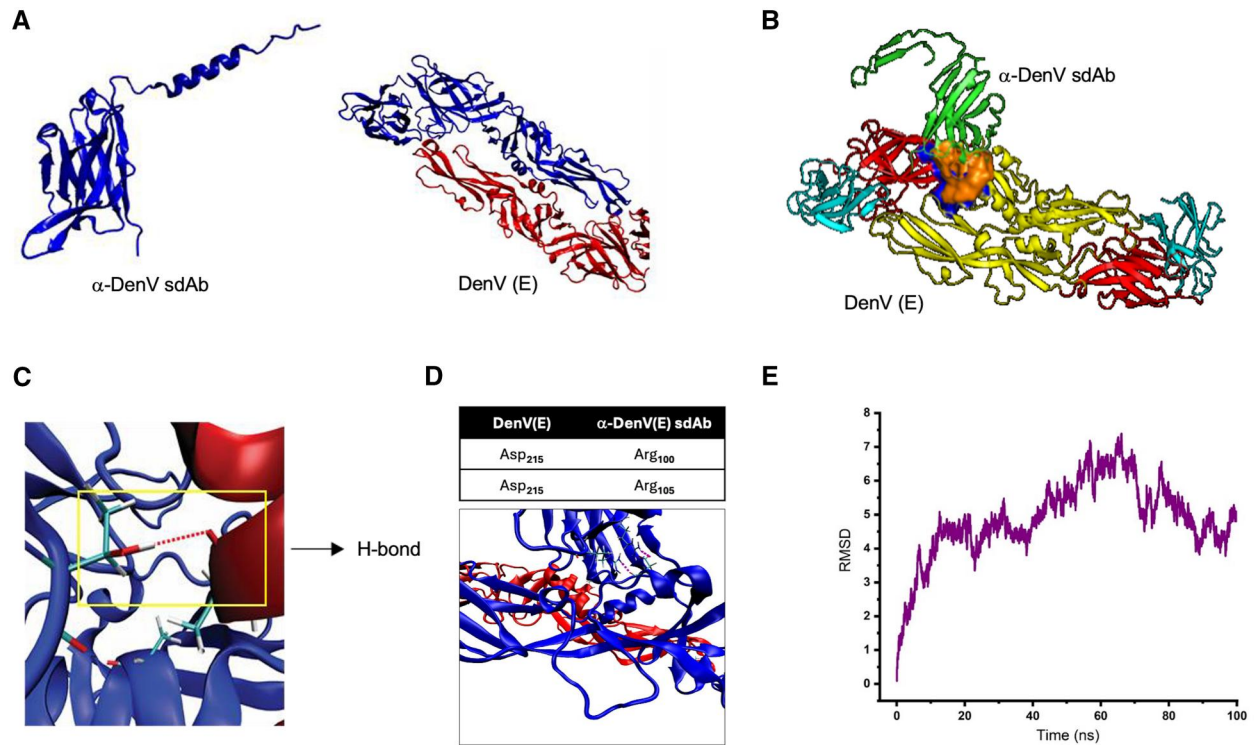 A
α-DenV sdAb
DenV (E)
B
α-DenV sdAb
DenV (E)
C
H-bond
D
DenV(E) α-DenV(E) sdAb
Asp215 Arg100
Asp215 Arg105
E
RMSD
8
7
6
5
4
3
2
1
0
0 20 40 60 80 100
Time (ns)